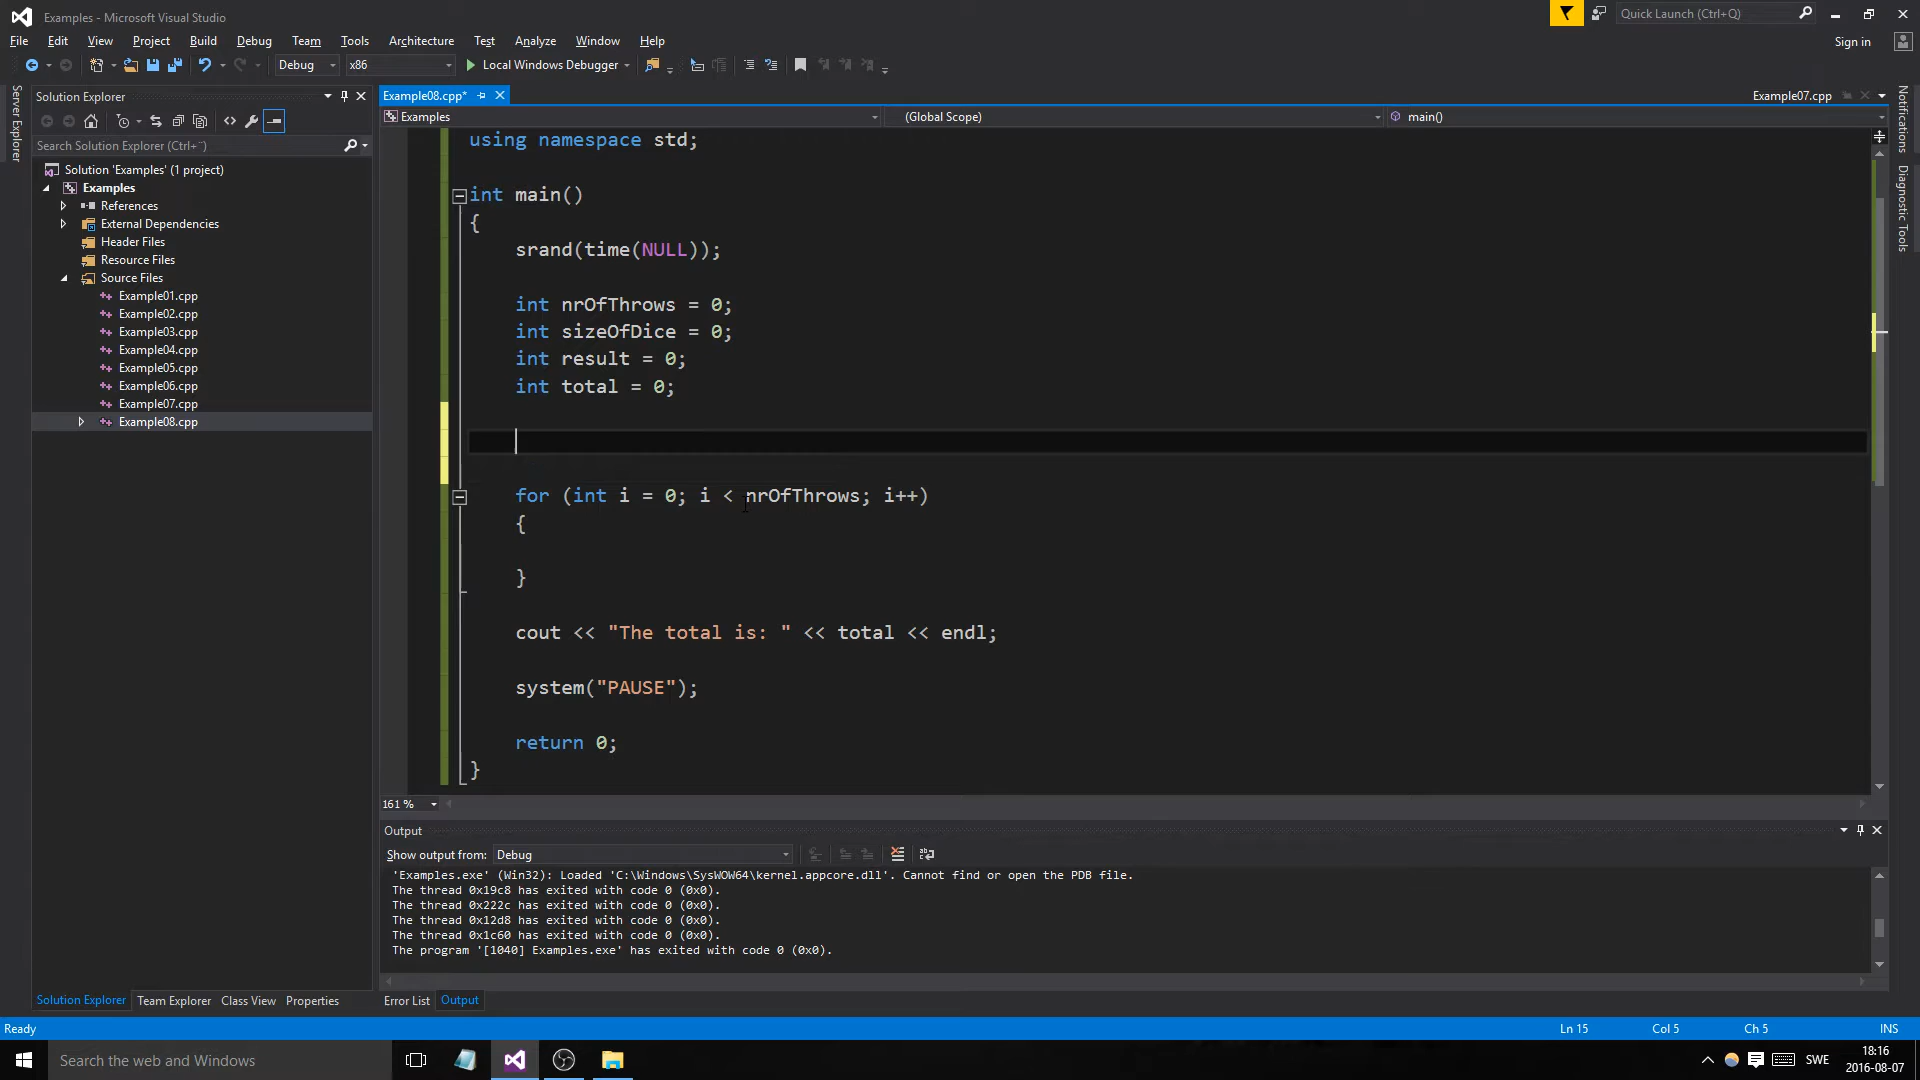 Examples - Microsoft Visual Studio
Quick Launch (Ctrl+Q)
File Edit View Project Build Debug Team Tools Architecture Test Analyze Window Help
Sign in
Debug x86 Local Windows Debugger
Server Explorer
Solution Explorer
Search Solution Explorer (Ctrl+¨)
Solution 'Examples' (1 project)
Examples
References
External Dependencies
Header Files
Resource Files
Source Files
Example01.cpp
Example02.cpp
Example03.cpp
Example04.cpp
Example05.cpp
Example06.cpp
Example07.cpp
Example08.cpp
Solution Explorer Team Explorer Class View Properties
Example08.cpp*
Example07.cpp
Examples (Global Scope) main()
using namespace std;
int main()
{
srand(time(NULL));
int nrOfThrows = 0;
int sizeOfDice = 0;
int result = 0;
int total = 0;
for (int i = 0; i < nrOfThrows; i++)
{
}
cout << "The total is: " << total << endl;
system("PAUSE");
return 0;
}
161 %
Notifications
Diagnostic Tools
Output
Show output from: Debug
'Examples.exe' (Win32): Loaded 'C:\Windows\SysWOW64\kernel.appcore.dll'. Cannot find or open the PDB file.
The thread 0x19c8 has exited with code 0 (0x0).
The thread 0x222c has exited with code 0 (0x0).
The thread 0x12d8 has exited with code 0 (0x0).
The thread 0x1c60 has exited with code 0 (0x0).
The program '[1040] Examples.exe' has exited with code 0 (0x0).
Error List Output
Ready Ln 15 Col 5 Ch 5 INS
Search the web and Windows
SWE
18:16
2016-08-07